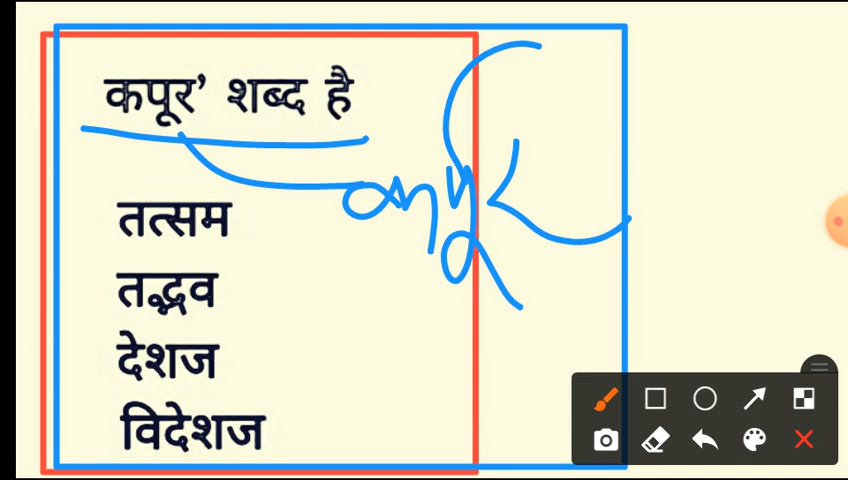 कपूर’ शब्द है
तत्सम
तद्भव
देशज
विदेशज